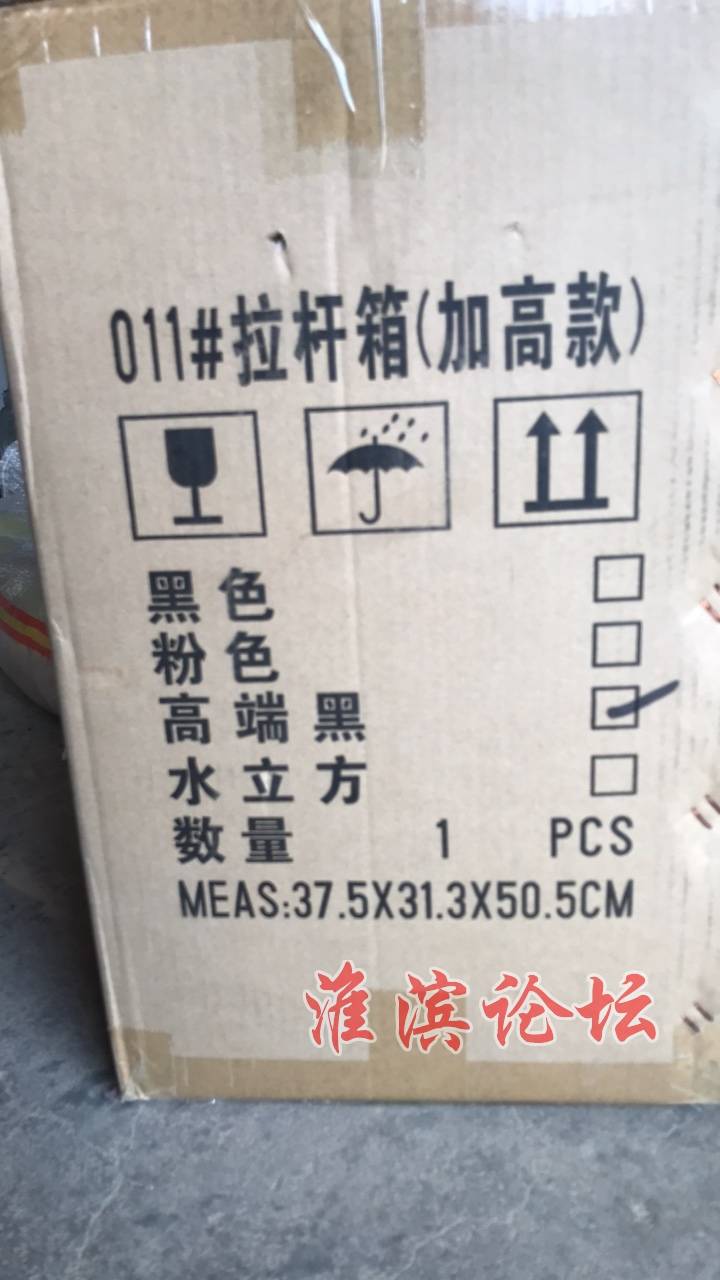 011#拉杆箱(加高款)
黑色
粉色
高端黑
水立方
数量 1 PCS
MEAS:37.5X31.3X50.5CM
淮滨论坛